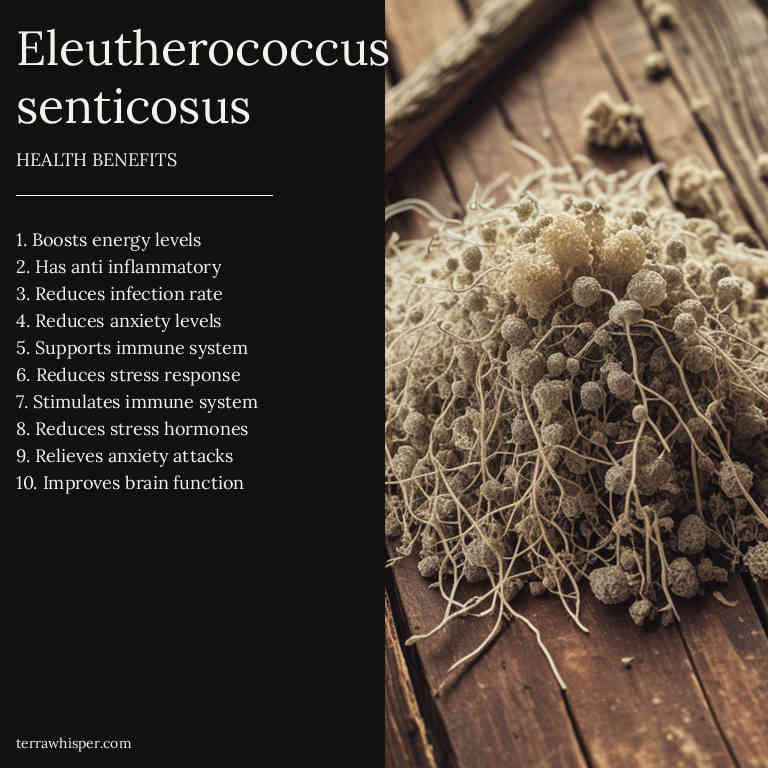 Eleutherococcus
senticosus
HEALTH BENEFITS
1. Boosts energy levels
2. Has anti inflammatory
3. Reduces infection rate
4. Reduces anxiety levels
5. Supports immune system
6. Reduces stress response
7. Stimulates immune system
8. Reduces stress hormones
9. Relieves anxiety attacks
10. Improves brain function
terrawhisper.com